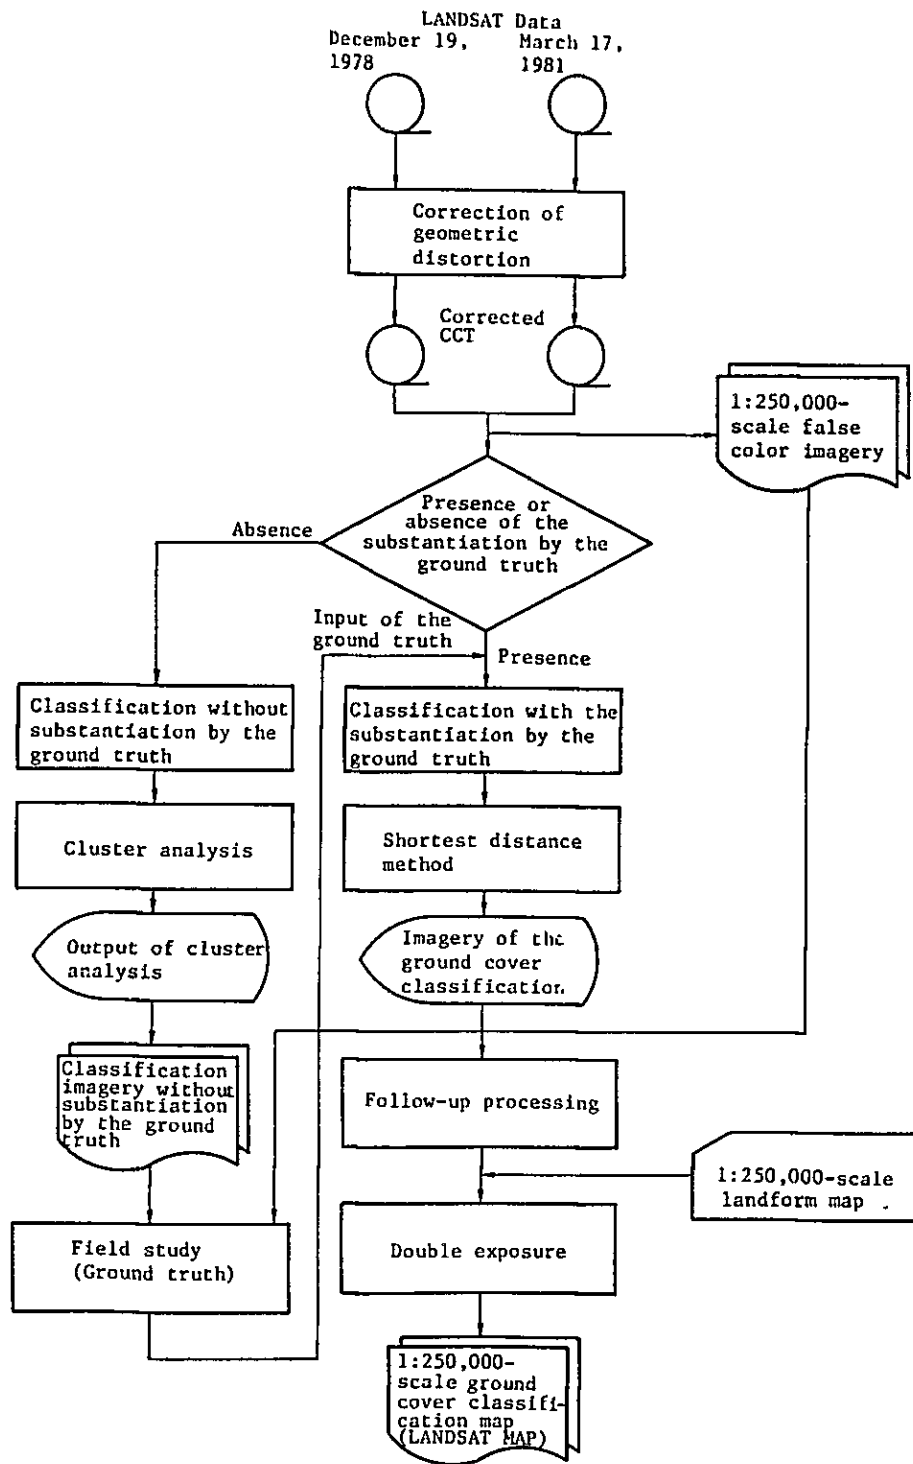 LANDSAT Data
December 19,
1978
March 17,
1981
Correction of
geometric
distortion
Corrected
CCT
1:250,000-
scale false
color imagery
Presence or
absence of the
substantiation by the
ground truth
Absence
Input of the
ground truth
Presence
Classification without
substantiation by the
ground truth
Classification with the
substantiation by the
ground truth
Cluster analysis
Shortest distance
method
Output of cluster
analysis
Imagery of the
ground cover
classification
Classification
imagery without
substantiation
by the ground
truth
Follow-up processing
1:250,000-scale
landform map
Field study
(Ground truth)
Double exposure
1:250,000-
scale ground
cover classifi-
cation map
(LANDSAT MAP)